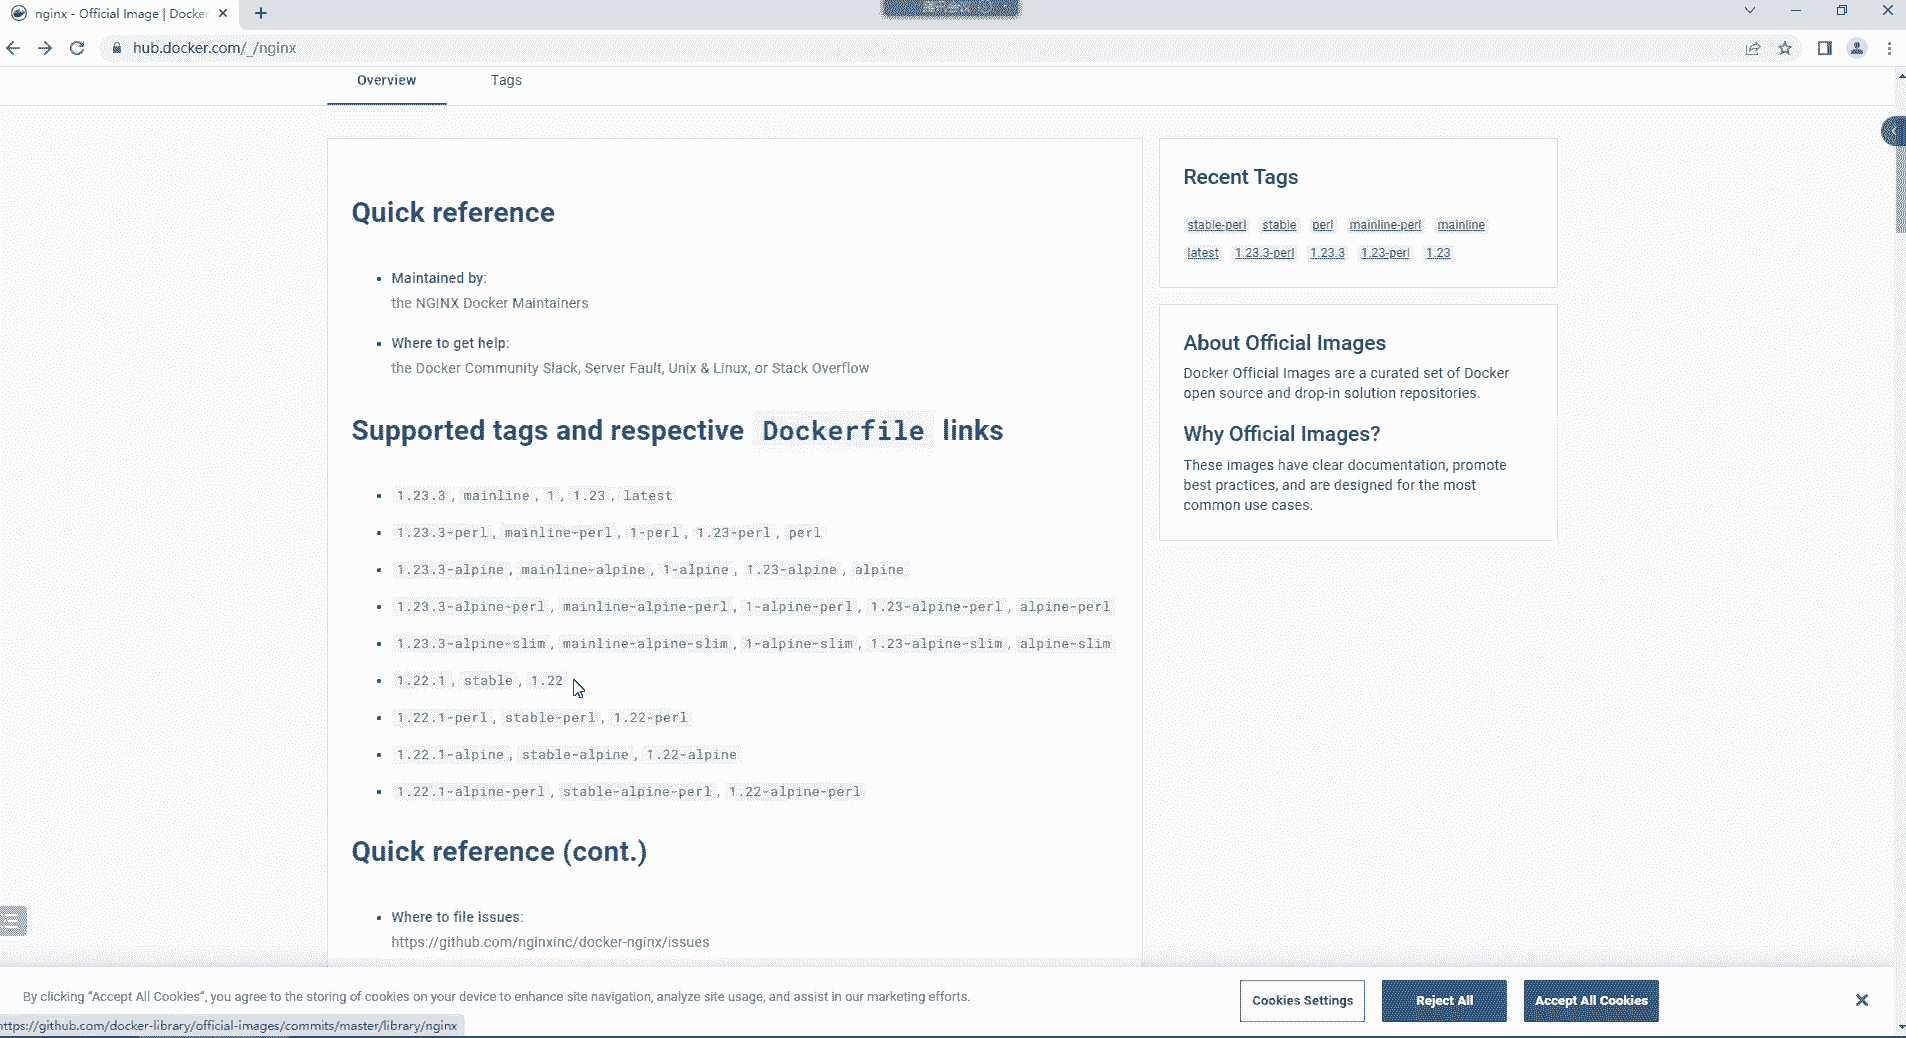 nginx - Official Image | Docker
hub.docker.com/_/nginx
Overview
Tags
Quick reference
Maintained by:
the NGINX Docker Maintainers
Where to get help:
the Docker Community Slack, Server Fault, Unix & Linux, or Stack Overflow
Supported tags and respective Dockerfile links
1.23.3, mainline, 1, 1.23, latest
1.23.3-perl, mainline-perl, 1-perl, 1.23-perl, perl
1.23.3-alpine, mainline-alpine, 1-alpine, 1.23-alpine, alpine
1.23.3-alpine-perl, mainline-alpine-perl, 1-alpine-perl, 1.23-alpine-perl, alpine-perl
1.23.3-alpine-slim, mainline-alpine-slim, 1-alpine-slim, 1.23-alpine-slim, alpine-slim
1.22.1, stable, 1.22
1.22.1-perl, stable-perl, 1.22-perl
1.22.1-alpine, stable-alpine, 1.22-alpine
1.22.1-alpine-perl, stable-alpine-perl, 1.22-alpine-perl
Quick reference (cont.)
Where to file issues:
https://github.com/nginxinc/docker-nginx/issues
Recent Tags
stable-perl stable perl mainline-perl mainline
latest 1.23.3-perl 1.23.3 1.23-perl 1.23
About Official Images
Docker Official Images are a curated set of Docker
open source and drop-in solution repositories.
Why Official Images?
These images have clear documentation, promote
best practices, and are designed for the most
common use cases.
By clicking “Accept All Cookies”, you agree to the storing of cookies on your device to enhance site navigation, analyze site usage, and assist in our marketing efforts.
Cookies Settings
Reject All
Accept All Cookies
https://github.com/docker-library/official-images/commits/master/library/nginx